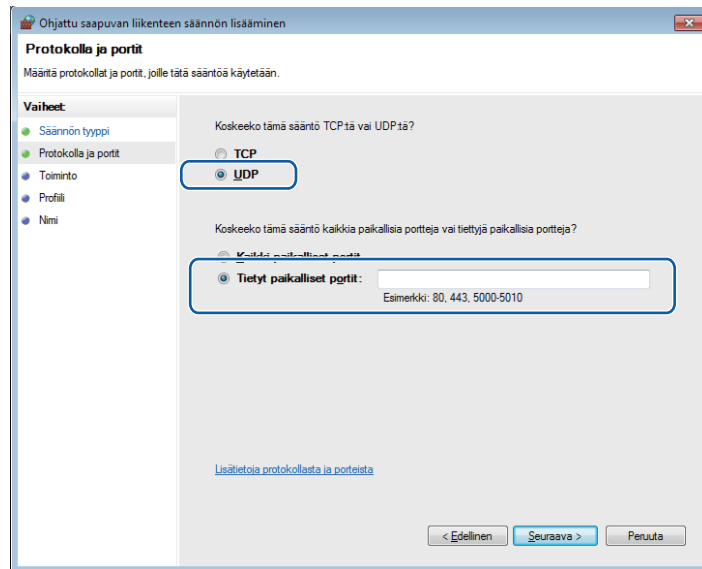 Ohjattu saapuvan liikenteen säännön lisääminen
Protokolla ja portit
Määritä protokollat ja portit, joille tätä sääntöä käytetään.
Vaiheet:
Säännön tyyppi
Protokolla ja portit
Toiminto
Profiili
Nimi
Koskeeko tämä sääntö TCP:tä vai UDP:tä?
TCP
UDP
Koskeeko tämä sääntö kaikkia paikallisia portteja vai tiettyjä paikallisia portteja?
Kaikki paikalliset portit
Tietyt paikalliset portit:
Esimerkki: 80, 443, 5000-5010
Lisätietoja protokollasta ja porteista
< Edellinen
Seuraava >
Peruuta